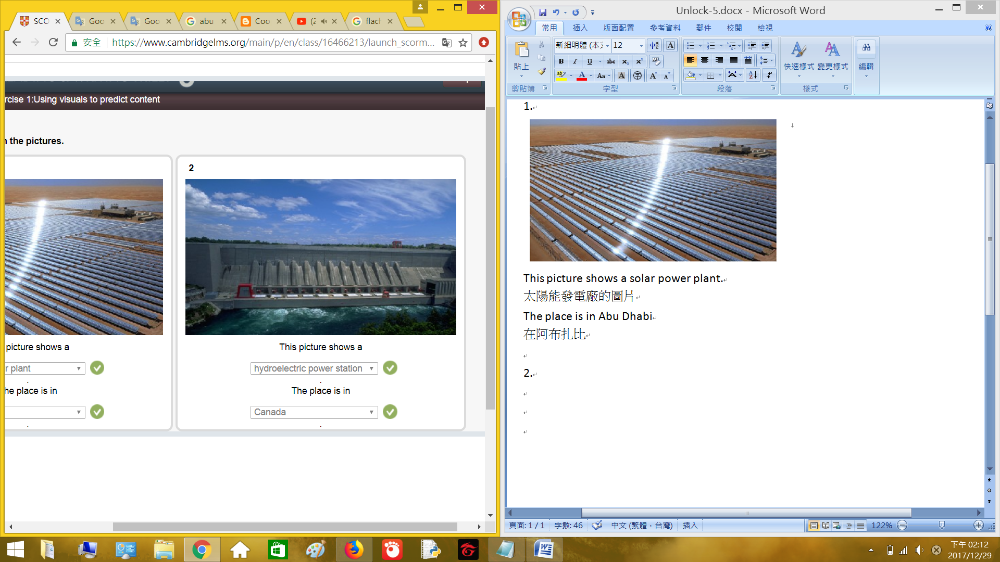 SCO
Goo
Goo
abu
Coo
(2
flach
安全
https://www.cambridgelms.org/main/p/en/class/16466213/launch_scorm...
rcise 1:Using visuals to predict content
n the pictures.
picture shows a
r plant
.
he place is in
.
2
This picture shows a
hydroelectric power station
.
The place is in
Canada
.
Unlock-5.docx - Microsoft Word
常用
插入
版面配置
參考資料
郵件
校閱
檢視
貼上
剪貼簿
新細明體 (本文
12
字型
段落
快速樣式
變更樣式
樣式
編輯
1.
This picture shows a solar power plant.
太陽能發電廠的圖片
The place is in Abu Dhabi
在阿布扎比
2.
頁面: 1 / 1
字數: 46
中文 (繁體，台灣)
插入
122%
下午 02:12
2017/12/29